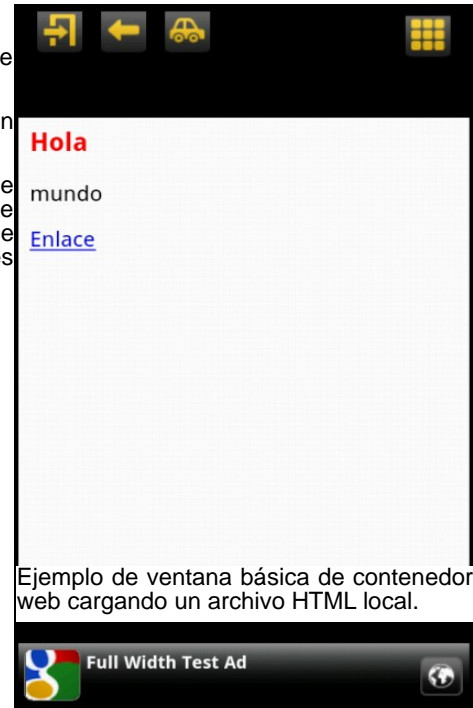 e
n
Hola
e
mundo
e
e
Enlace
s
Ejemplo de ventana básica de contenedor
web cargando un archivo HTML local.
Full Width Test Ad